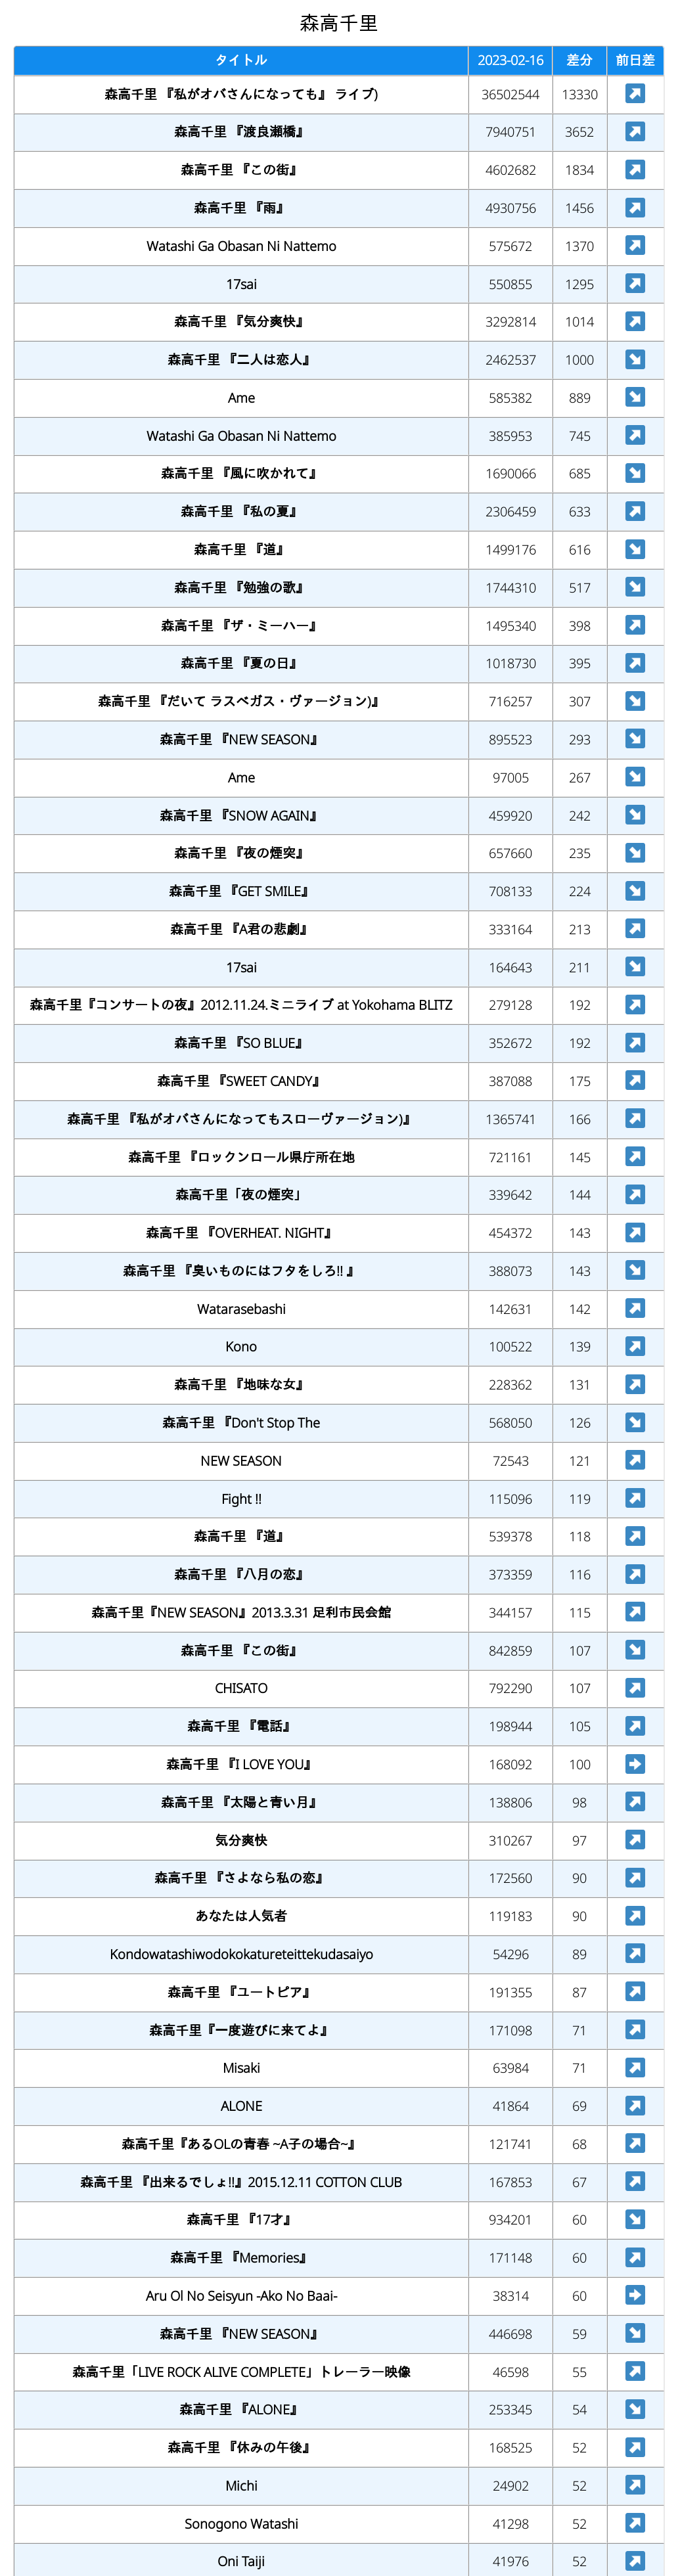 森高千里
タイトル 2023-02-16 差分 前日差
森高千里 『私がオバさんになっても』 ライブ) 36502544 13330 ↗
森高千里 『渡良瀬橋』 7940751 3652 ↗
森高千里 『この街』 4602682 1834 ↗
森高千里 『雨』 4930756 1456 ↗
Watashi Ga Obasan Ni Nattemo 575672 1370 ↗
17sai 550855 1295 ↗
森高千里 『気分爽快』 3292814 1014 ↗
森高千里 『二人は恋人』 2462537 1000 ↘
Ame 585382 889 ↘
Watashi Ga Obasan Ni Nattemo 385953 745 ↗
森高千里 『風に吹かれて』 1690066 685 ↘
森高千里 『私の夏』 2306459 633 ↗
森高千里 『道』 1499176 616 ↘
森高千里 『勉強の歌』 1744310 517 ↘
森高千里 『ザ・ミーハー』 1495340 398 ↗
森高千里 『夏の日』 1018730 395 ↗
森高千里 『だいて ラスベガス・ヴァージョン)』 716257 307 ↘
森高千里 『NEW SEASON』 895523 293 ↘
Ame 97005 267 ↘
森高千里 『SNOW AGAIN』 459920 242 ↘
森高千里 『夜の煙突』 657660 235 ↘
森高千里 『GET SMILE』 708133 224 ↘
森高千里 『A君の悲劇』 333164 213 ↗
17sai 164643 211 ↘
森高千里『コンサートの夜』2012.11.24.ミニライブ at Yokohama BLITZ 279128 192 ↗
森高千里 『SO BLUE』 352672 192 ↗
森高千里 『SWEET CANDY』 387088 175 ↗
森高千里 『私がオバさんになってもスローヴァージョン)』 1365741 166 ↗
森高千里 『ロックンロール県庁所在地 721161 145 ↗
森高千里「夜の煙突」 339642 144 ↗
森高千里 『OVERHEAT. NIGHT』 454372 143 ↗
森高千里 『臭いものにはフタをしろ!! 』 388073 143 ↘
Watarasebashi 142631 142 ↗
Kono 100522 139 ↗
森高千里 『地味な女』 228362 131 ↗
森高千里 『Don't Stop The 568050 126 ↘
NEW SEASON 72543 121 ↗
Fight !! 115096 119 ↗
森高千里 『道』 539378 118 ↗
森高千里 『八月の恋』 373359 116 ↗
森高千里『NEW SEASON』2013.3.31 足利市民会館 344157 115 ↗
森高千里 『この街』 842859 107 ↘
CHISATO 792290 107 ↗
森高千里 『電話』 198944 105 ↗
森高千里 『I LOVE YOU』 168092 100 ➡
森高千里 『太陽と青い月』 138806 98 ↗
気分爽快 310267 97 ↗
森高千里 『さよなら私の恋』 172560 90 ↗
あなたは人気者 119183 90 ↗
Kondowatashiwodokokatureteittekudasaiyo 54296 89 ↗
森高千里 『ユートピア』 191355 87 ↗
森高千里『一度遊びに来てよ』 171098 71 ↗
Misaki 63984 71 ↗
ALONE 41864 69 ↗
森高千里『あるOLの青春 ~A子の場合~』 121741 68 ↗
森高千里 『出来るでしょ!!』2015.12.11 COTTON CLUB 167853 67 ↗
森高千里 『17才』 934201 60 ↘
森高千里 『Memories』 171148 60 ↗
Aru Ol No Seisyun -Ako No Baai- 38314 60 ➡
森高千里 『NEW SEASON』 446698 59 ↘
森高千里「LIVE ROCK ALIVE COMPLETE」トレーラー映像 46598 55 ↗
森高千里 『ALONE』 253345 54 ↘
森高千里 『休みの午後』 168525 52 ↗
Michi 24902 52 ↗
Sonogono Watashi 41298 52 ↗
Oni Taiji 41976 52 ↗